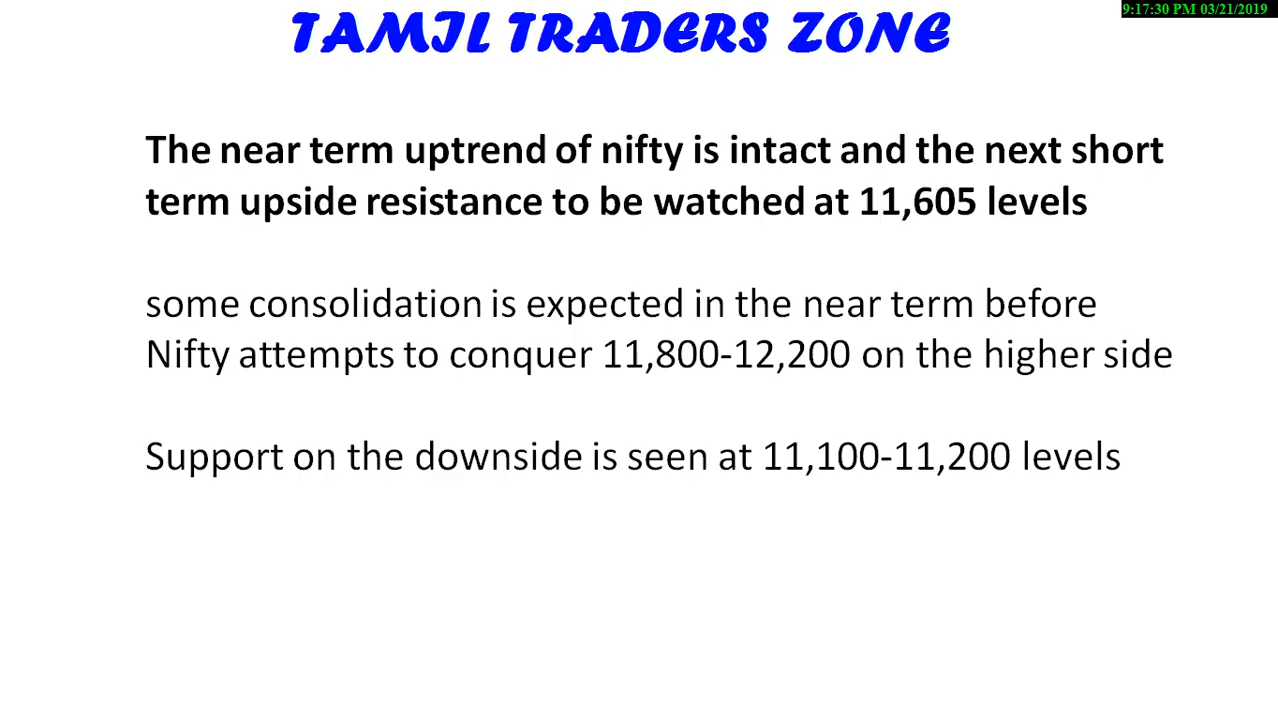 9:17:30 PM 03/21/2019
TAMIL TRADERS ZONE
The near term uptrend of nifty is intact and the next short
term upside resistance to be watched at 11,605 levels
some consolidation is expected in the near term before
Nifty attempts to conquer 11,800-12,200 on the higher side
Support on the downside is seen at 11,100-11,200 levels